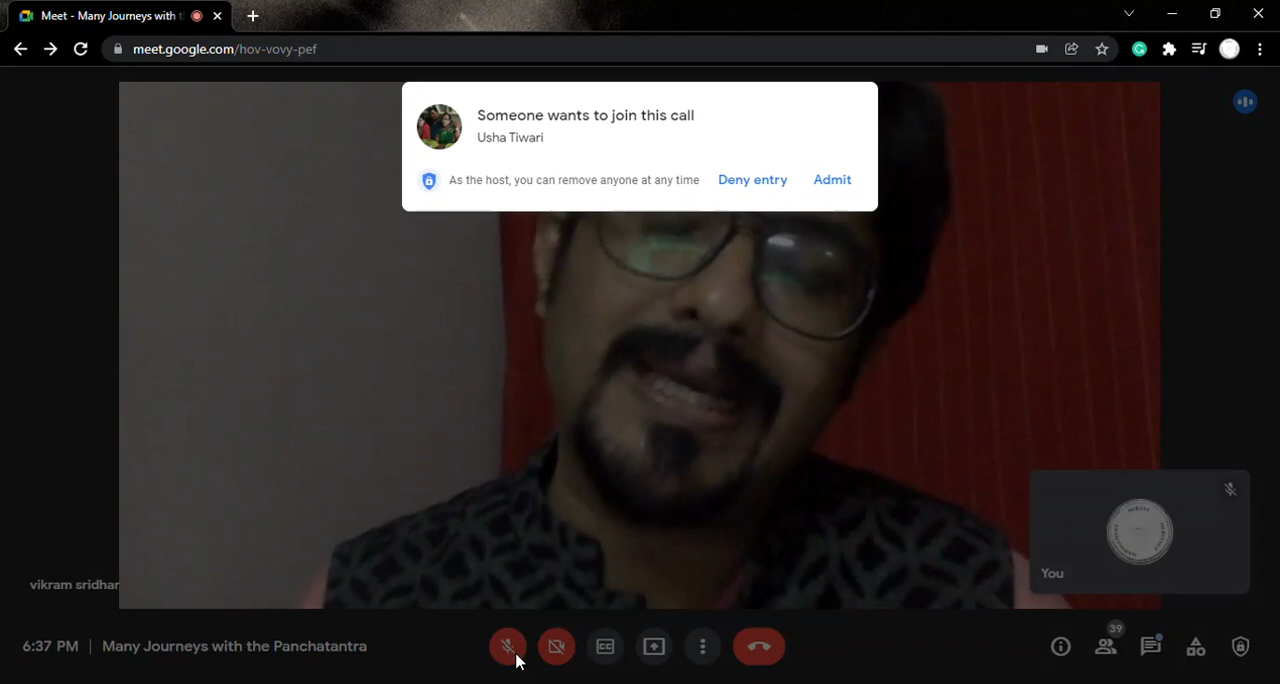 Meet - Many Journeys with t
meet.google.com/hov-vovy-pef
Someone wants to join this call
Usha Tiwari
As the host, you can remove anyone at any time
Deny entry
Admit
You
vikram sridhar
6:37 PM | Many Journeys with the Panchatantra
CC
39